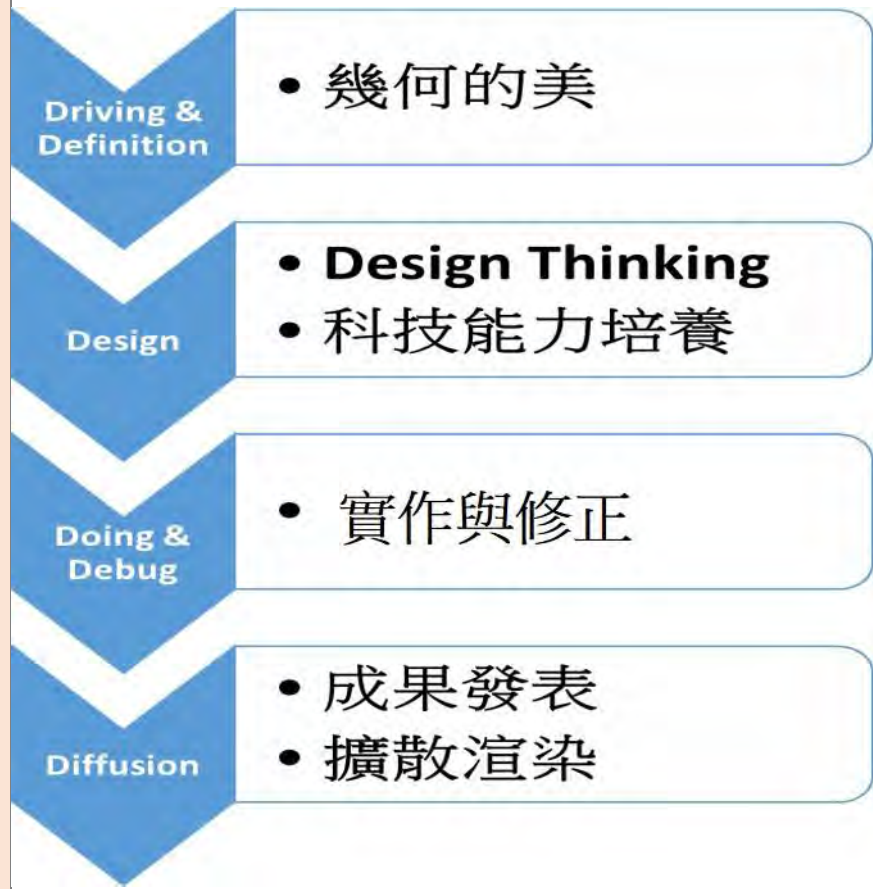 Driving &
Definition
• 幾何的美
Design
• Design Thinking
• 科技能力培養
Doing &
Debug
• 實作與修正
Diffusion
• 成果發表
• 擴散渲染